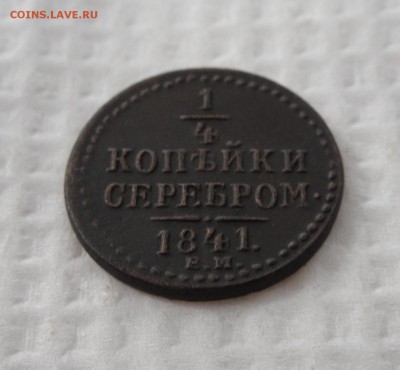 COINS.LAVE.RU
1
4
КОПѢЙКИ
СЕРЕБРОМ.
1841.
Е.М.